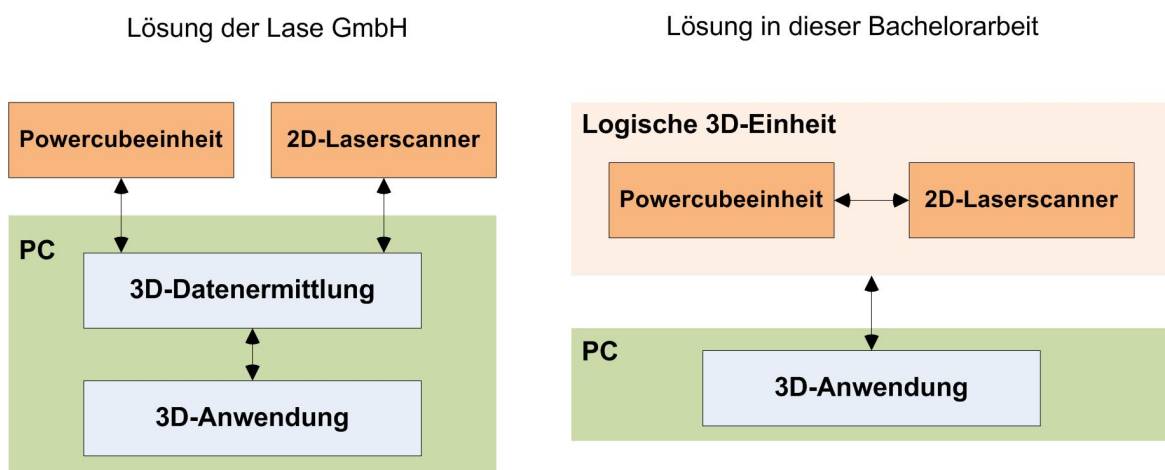 Lösung der Lase GmbH
Powercubeeinheit
2D-Laserscanner
PC
3D-Datenermittlung
3D-Anwendung
Lösung in dieser Bachelorarbeit
Logische 3D-Einheit
Powercubeeinheit
2D-Laserscanner
PC
3D-Anwendung